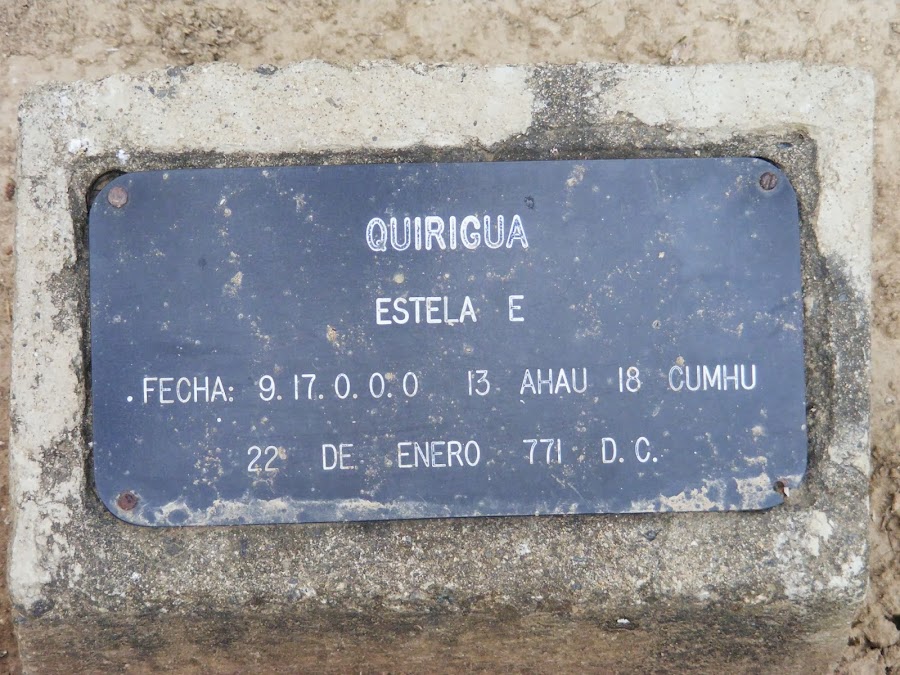 QUIRIGUA
ESTELA E
.FECHA: 9.17.0.0.0 13 AHAU 18 CUMHU
22 DE ENERO 771 D.C.